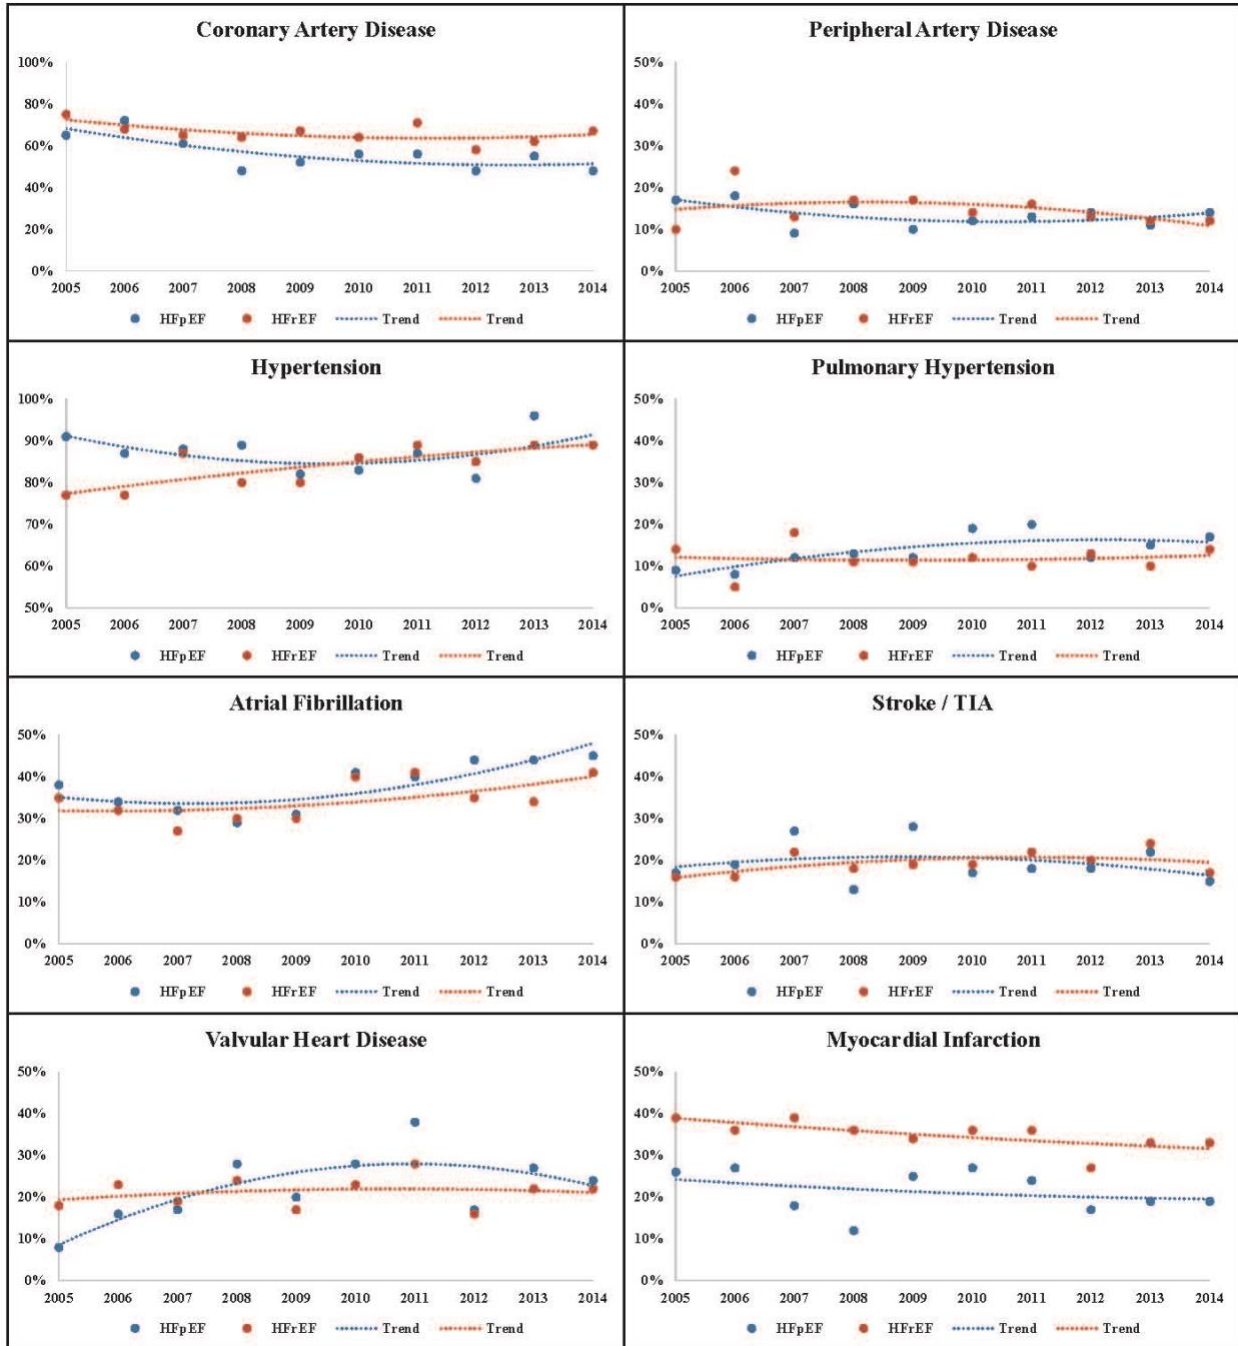 Coronary Artery Disease
100%
80%
60%
40%
20%
0%
2005 2006 2007 2008 2009 2010 2011 2012 2013 2014
HFpEF HFrEF Trend Trend
Peripheral Artery Disease
50%
40%
30%
20%
10%
0%
2005 2006 2007 2008 2009 2010 2011 2012 2013 2014
HFpEF HFrEF Trend Trend
Hypertension
100%
90%
80%
70%
60%
50%
2005 2006 2007 2008 2009 2010 2011 2012 2013 2014
HFpEF HFrEF Trend Trend
Pulmonary Hypertension
50%
40%
30%
20%
10%
0%
2005 2006 2007 2008 2009 2010 2011 2012 2013 2014
HFpEF HFrEF Trend Trend
Atrial Fibrillation
50%
40%
30%
20%
10%
0%
2005 2006 2007 2008 2009 2010 2011 2012 2013 2014
HFpEF HFrEF Trend Trend
Stroke / TIA
50%
40%
30%
20%
10%
0%
2005 2006 2007 2008 2009 2010 2011 2012 2013 2014
HFpEF HFrEF Trend Trend
Valvular Heart Disease
50%
40%
30%
20%
10%
0%
2005 2006 2007 2008 2009 2010 2011 2012 2013 2014
HFpEF HFrEF Trend Trend
Myocardial Infarction
50%
40%
30%
20%
10%
0%
2005 2006 2007 2008 2009 2010 2011 2012 2013 2014
HFpEF HFrEF Trend Trend